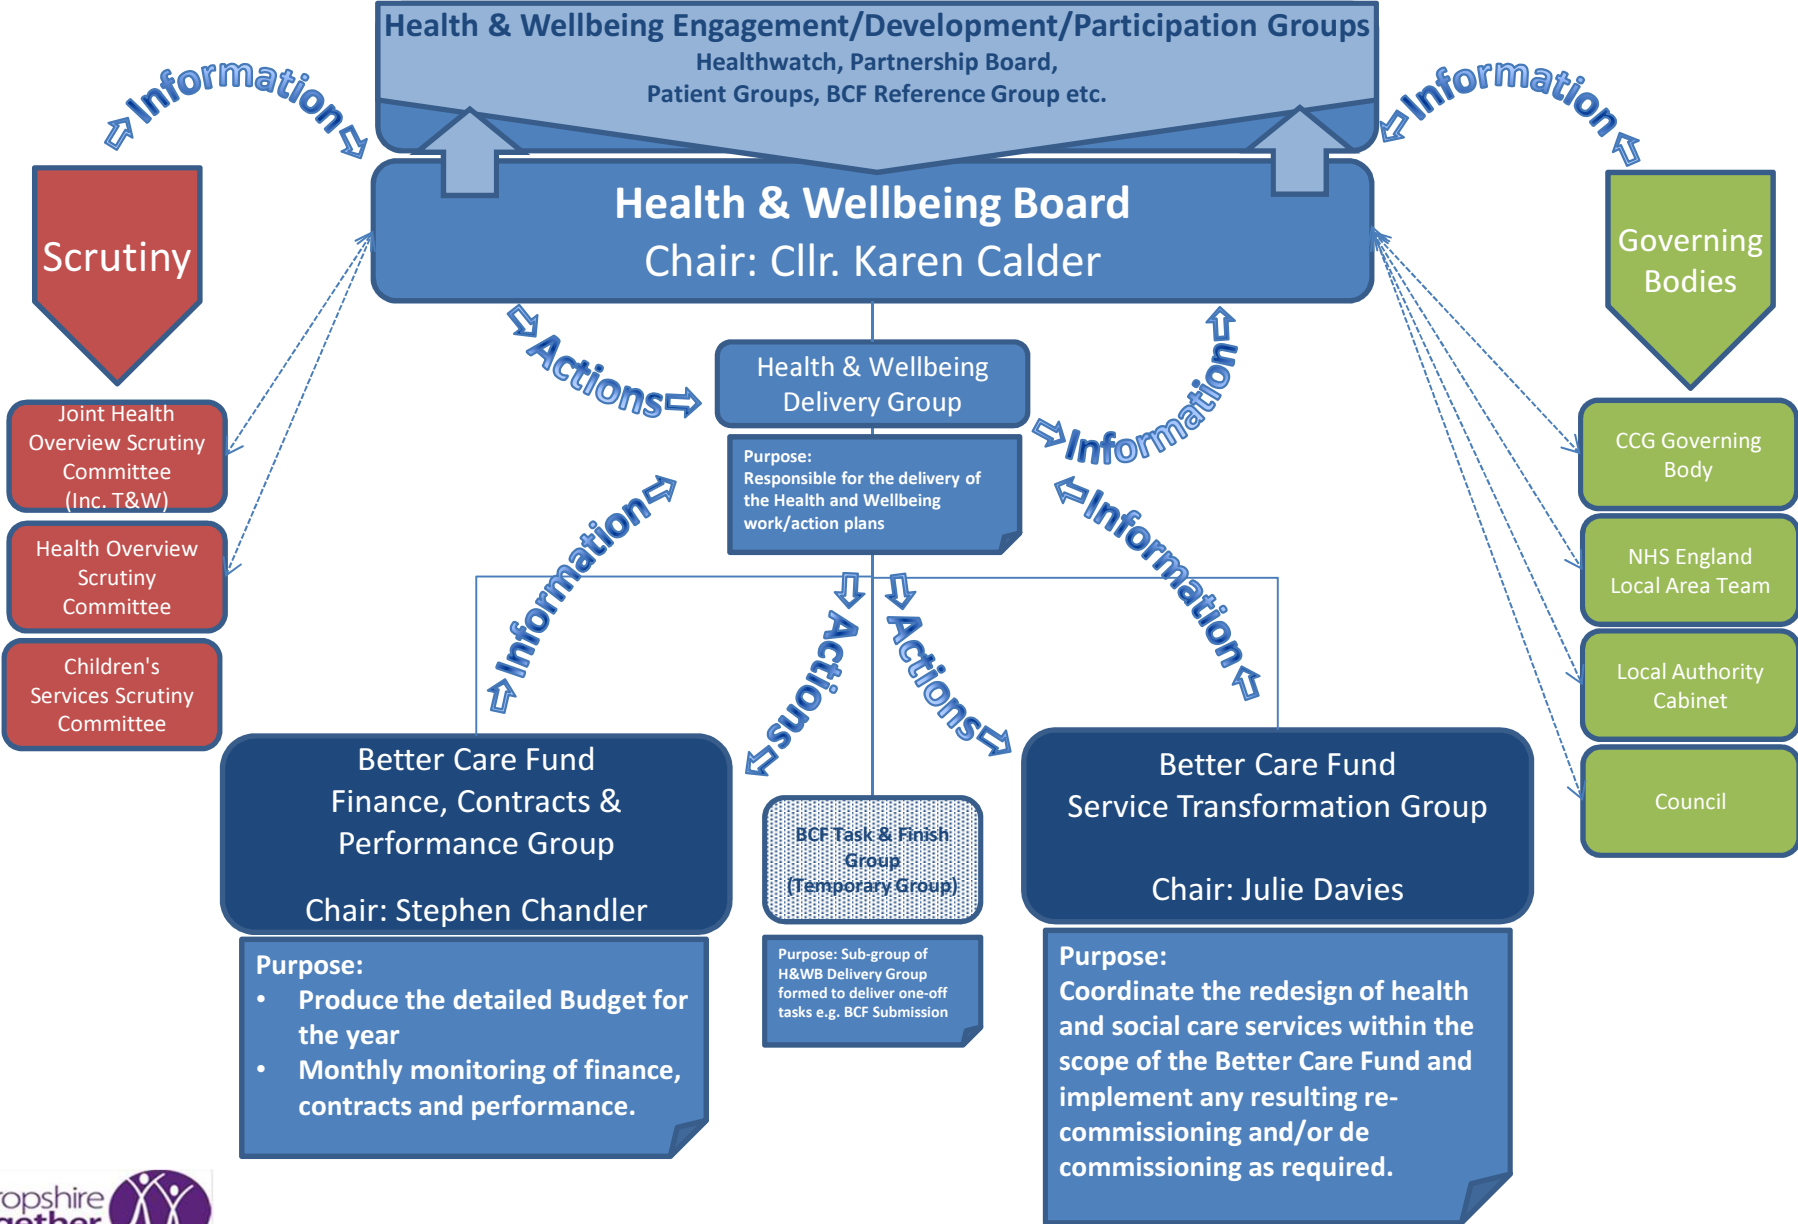 Health & Wellbeing Engagement/Development/Participation Groups
Healthwatch, Partnership Board,
Patient Groups, BCF Reference Group etc.
Information
Information
Health & Wellbeing Board
Chair: Cllr. Karen Calder
Scrutiny
Governing
Bodies
Actions
Information
Health & Wellbeing
Delivery Group
Purpose:
Responsible for the delivery of
the Health and Wellbeing
work/action plans
Joint Health
Overview Scrutiny
Committee
(Inc. T&W)
Health Overview
Scrutiny
Committee
Children's
Services Scrutiny
Committee
CCG Governing
Body
NHS England
Local Area Team
Local Authority
Cabinet
Council
Information
Actions
Actions
Information
Better Care Fund
Finance, Contracts &
Performance Group
Chair: Stephen Chandler
Purpose:
• Produce the detailed Budget for
the year
• Monthly monitoring of finance,
contracts and performance.
BCF Task & Finish
Group
(Temporary Group)
Purpose: Sub-group of
H&WB Delivery Group
formed to deliver one-off
tasks e.g. BCF Submission
Better Care Fund
Service Transformation Group
Chair: Julie Davies
Purpose:
Coordinate the redesign of health
and social care services within the
scope of the Better Care Fund and
implement any resulting re-
commissioning and/or de
commissioning as required.
ropshire
gether